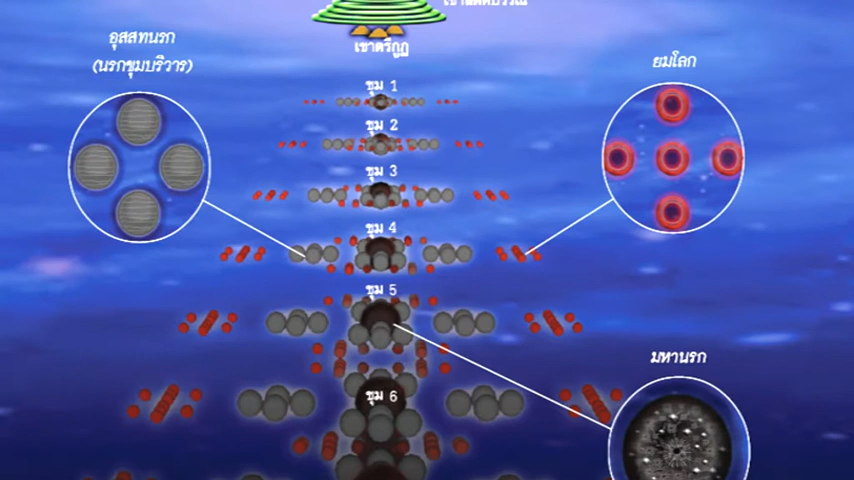 เขาตรีกูฏ
อุสสทนรก
(นรกขุมบริวาร)
ยมโลก
ขุม 1
ขุม 2
ขุม 3
ขุม 4
ขุม 5
มหานรก
ขุม 6